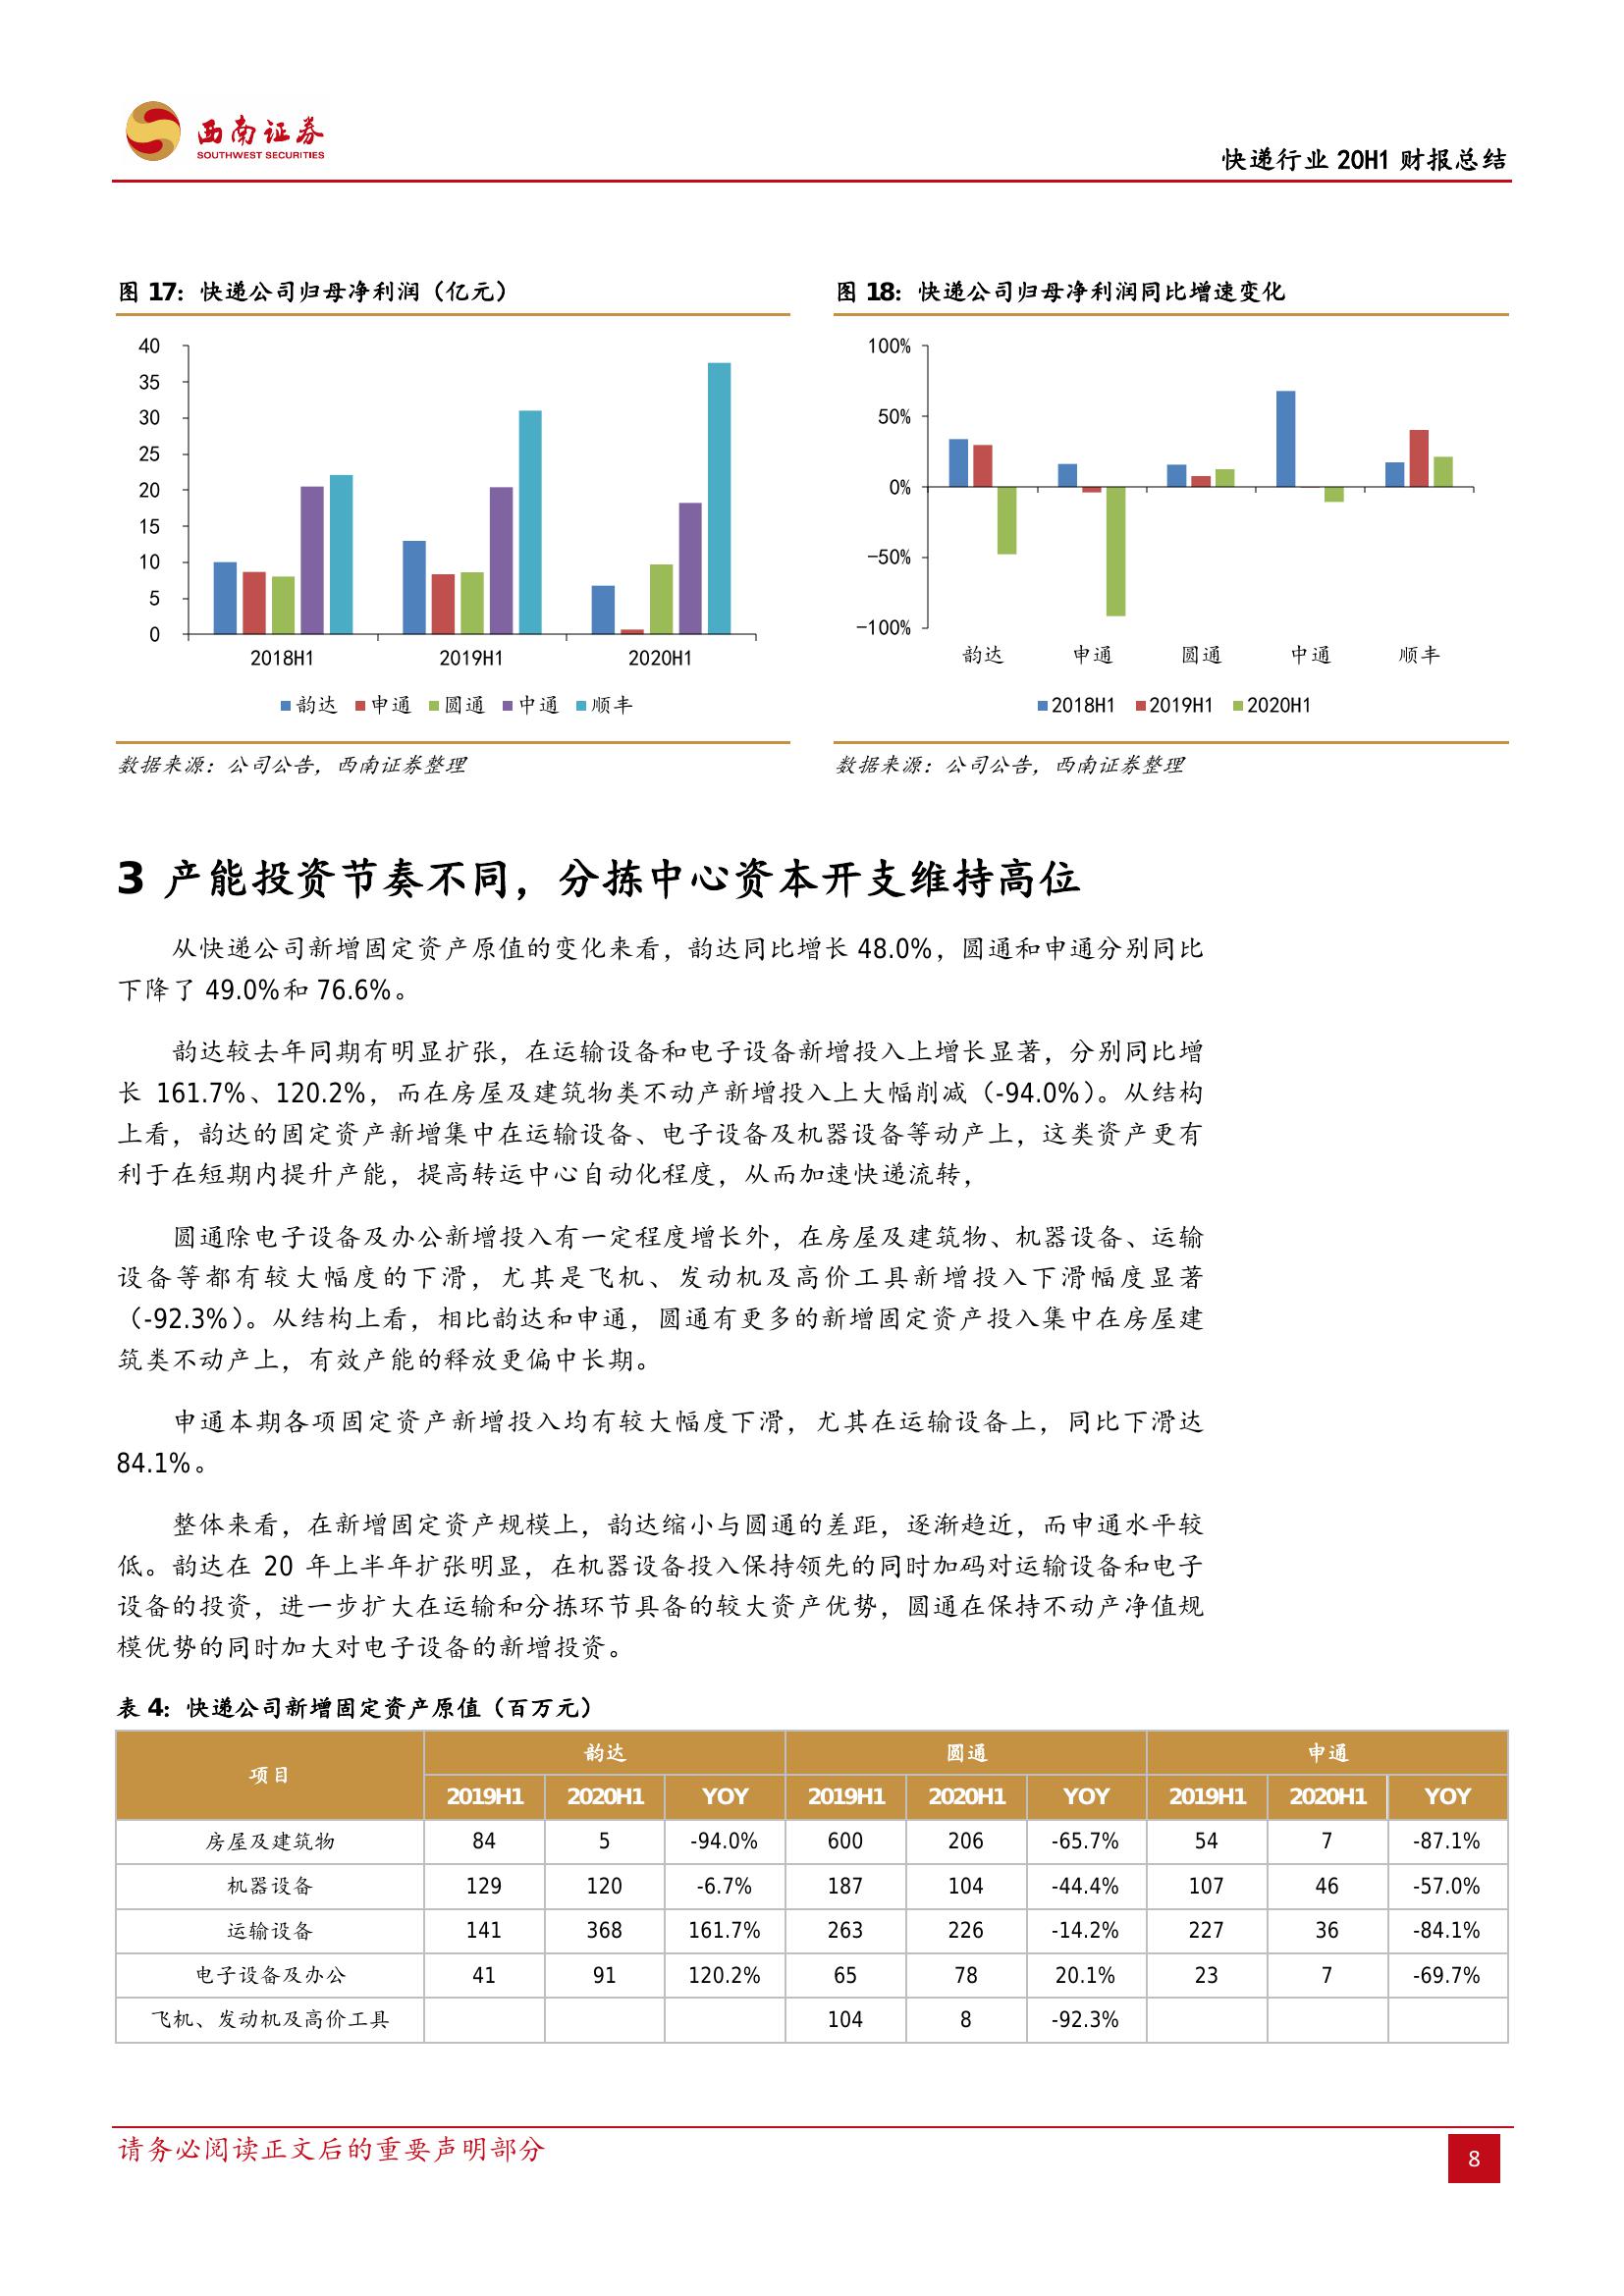 西南证券
SOUTHWEST SECURITIES
快递行业 20H1 财报总结
图 17：快递公司归母净利润（亿元）
40
35
30
25
20
15
10
5
0
2018H1 2019H1 2020H1
韵达 申通 圆通 中通 顺丰
数据来源：公司公告，西南证券整理
图 18：快递公司归母净利润同比增速变化
100%
50%
0%
-50%
-100%
韵达 申通 圆通 中通 顺丰
2018H1 2019H1 2020H1
数据来源：公司公告，西南证券整理
3 产能投资节奏不同，分拣中心资本开支维持高位
从快递公司新增固定资产原值的变化来看，韵达同比增长 48.0%，圆通和申通分别同比
下降了 49.0%和 76.6%。
韵达较去年同期有明显扩张，在运输设备和电子设备新增投入上增长显著，分别同比增
长 161.7%、120.2%，而在房屋及建筑物类不动产新增投入上大幅削减（-94.0%）。从结构
上看，韵达的固定资产新增集中在运输设备、电子设备及机器设备等动产上，这类资产更有
利于在短期内提升产能，提高转运中心自动化程度，从而加速快递流转，
圆通除电子设备及办公新增投入有一定程度增长外，在房屋及建筑物、机器设备、运输
设备等都有较大幅度的下滑，尤其是飞机、发动机及高价工具新增投入下滑幅度显著
（-92.3%）。从结构上看，相比韵达和申通，圆通有更多的新增固定资产投入集中在房屋建
筑类不动产上，有效产能的释放更偏中长期。
申通本期各项固定资产新增投入均有较大幅度下滑，尤其在运输设备上，同比下滑达
84.1%。
整体来看，在新增固定资产规模上，韵达缩小与圆通的差距，逐渐趋近，而申通水平较
低。韵达在 20 年上半年扩张明显，在机器设备投入保持领先的同时加码对运输设备和电子
设备的投资，进一步扩大在运输和分拣环节具备的较大资产优势，圆通在保持不动产净值规
模优势的同时加大对电子设备的新增投资。
表 4：快递公司新增固定资产原值（百万元）
项目 韵达 圆通 申通
2019H1 2020H1 YOY 2019H1 2020H1 YOY 2019H1 2020H1 YOY
房屋及建筑物 84 5 -94.0% 600 206 -65.7% 54 7 -87.1%
机器设备 129 120 -6.7% 187 104 -44.4% 107 46 -57.0%
运输设备 141 368 161.7% 263 226 -14.2% 227 36 -84.1%
电子设备及办公 41 91 120.2% 65 78 20.1% 23 7 -69.7%
飞机、发动机及高价工具 104 8 -92.3%
请务必阅读正文后的重要声明部分
8